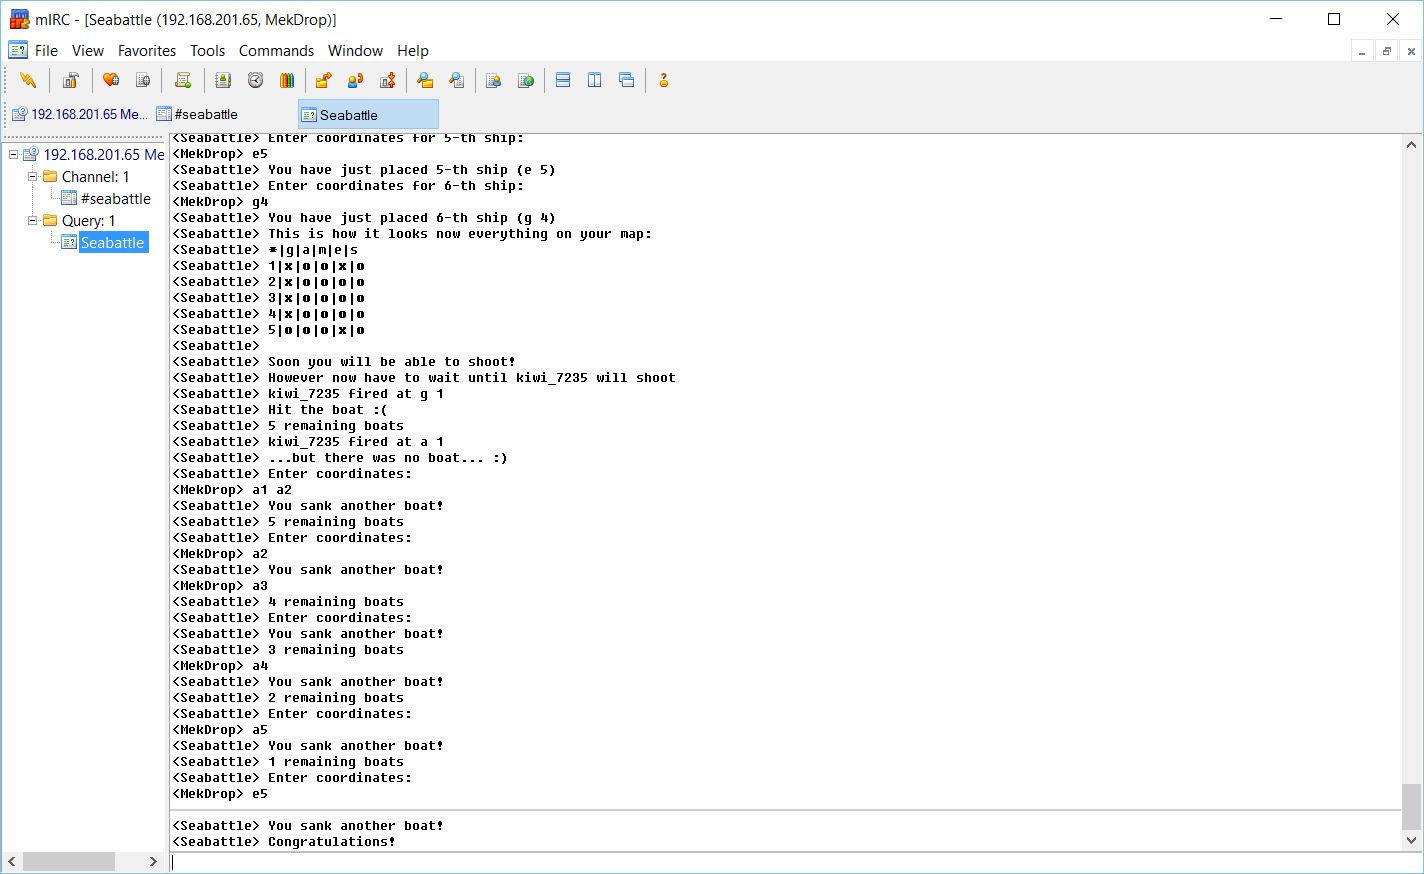 mIRC - [Seabattle (192.168.201.65, MekDrop)]
File View Favorites Tools Commands Window Help
192.168.201.65 Me... #seabattle Seabattle
192.168.201.65 Me
Channel: 1
#seabattle
Query: 1
Seabattle
<Seabattle> Enter coordinates for 5-th ship:
<MekDrop> e5
<Seabattle> You have just placed 5-th ship (e 5)
<Seabattle> Enter coordinates for 6-th ship:
<MekDrop> g4
<Seabattle> You have just placed 6-th ship (g 4)
<Seabattle> This is how it looks now everything on your map:
<Seabattle> *|g|a|m|e|s
<Seabattle> 1|x|o|o|x|o
<Seabattle> 2|x|o|o|o|o
<Seabattle> 3|x|o|o|o|o
<Seabattle> 4|x|o|o|o|o
<Seabattle> 5|o|o|o|x|o
<Seabattle>
<Seabattle> Soon you will be able to shoot!
<Seabattle> However now have to wait until kiwi_7235 will shoot
<Seabattle> kiwi_7235 fired at g 1
<Seabattle> Hit the boat :(
<Seabattle> 5 remaining boats
<Seabattle> kiwi_7235 fired at a 1
<Seabattle> ...but there was no boat... :)
<Seabattle> Enter coordinates:
<MekDrop> a1 a2
<Seabattle> You sank another boat!
<Seabattle> 5 remaining boats
<Seabattle> Enter coordinates:
<MekDrop> a2
<Seabattle> You sank another boat!
<MekDrop> a3
<Seabattle> 4 remaining boats
<Seabattle> Enter coordinates:
<Seabattle> You sank another boat!
<Seabattle> 3 remaining boats
<MekDrop> a4
<Seabattle> You sank another boat!
<Seabattle> 2 remaining boats
<Seabattle> Enter coordinates:
<MekDrop> a5
<Seabattle> You sank another boat!
<Seabattle> 1 remaining boats
<Seabattle> Enter coordinates:
<MekDrop> e5
<Seabattle> You sank another boat!
<Seabattle> Congratulations!